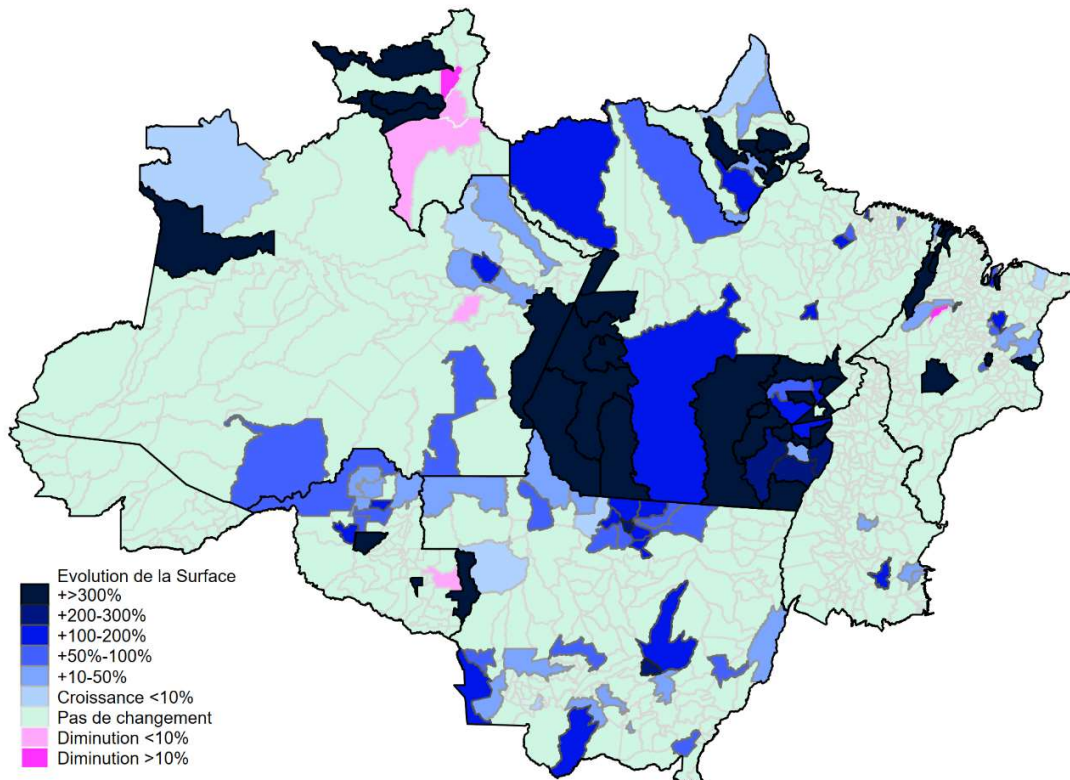 Evolution de la Surface
+>300%
+200-300%
+100-200%
+50%-100%
+10-50%
Croissance <10%
Pas de changement
Diminution <10%
Diminution >10%